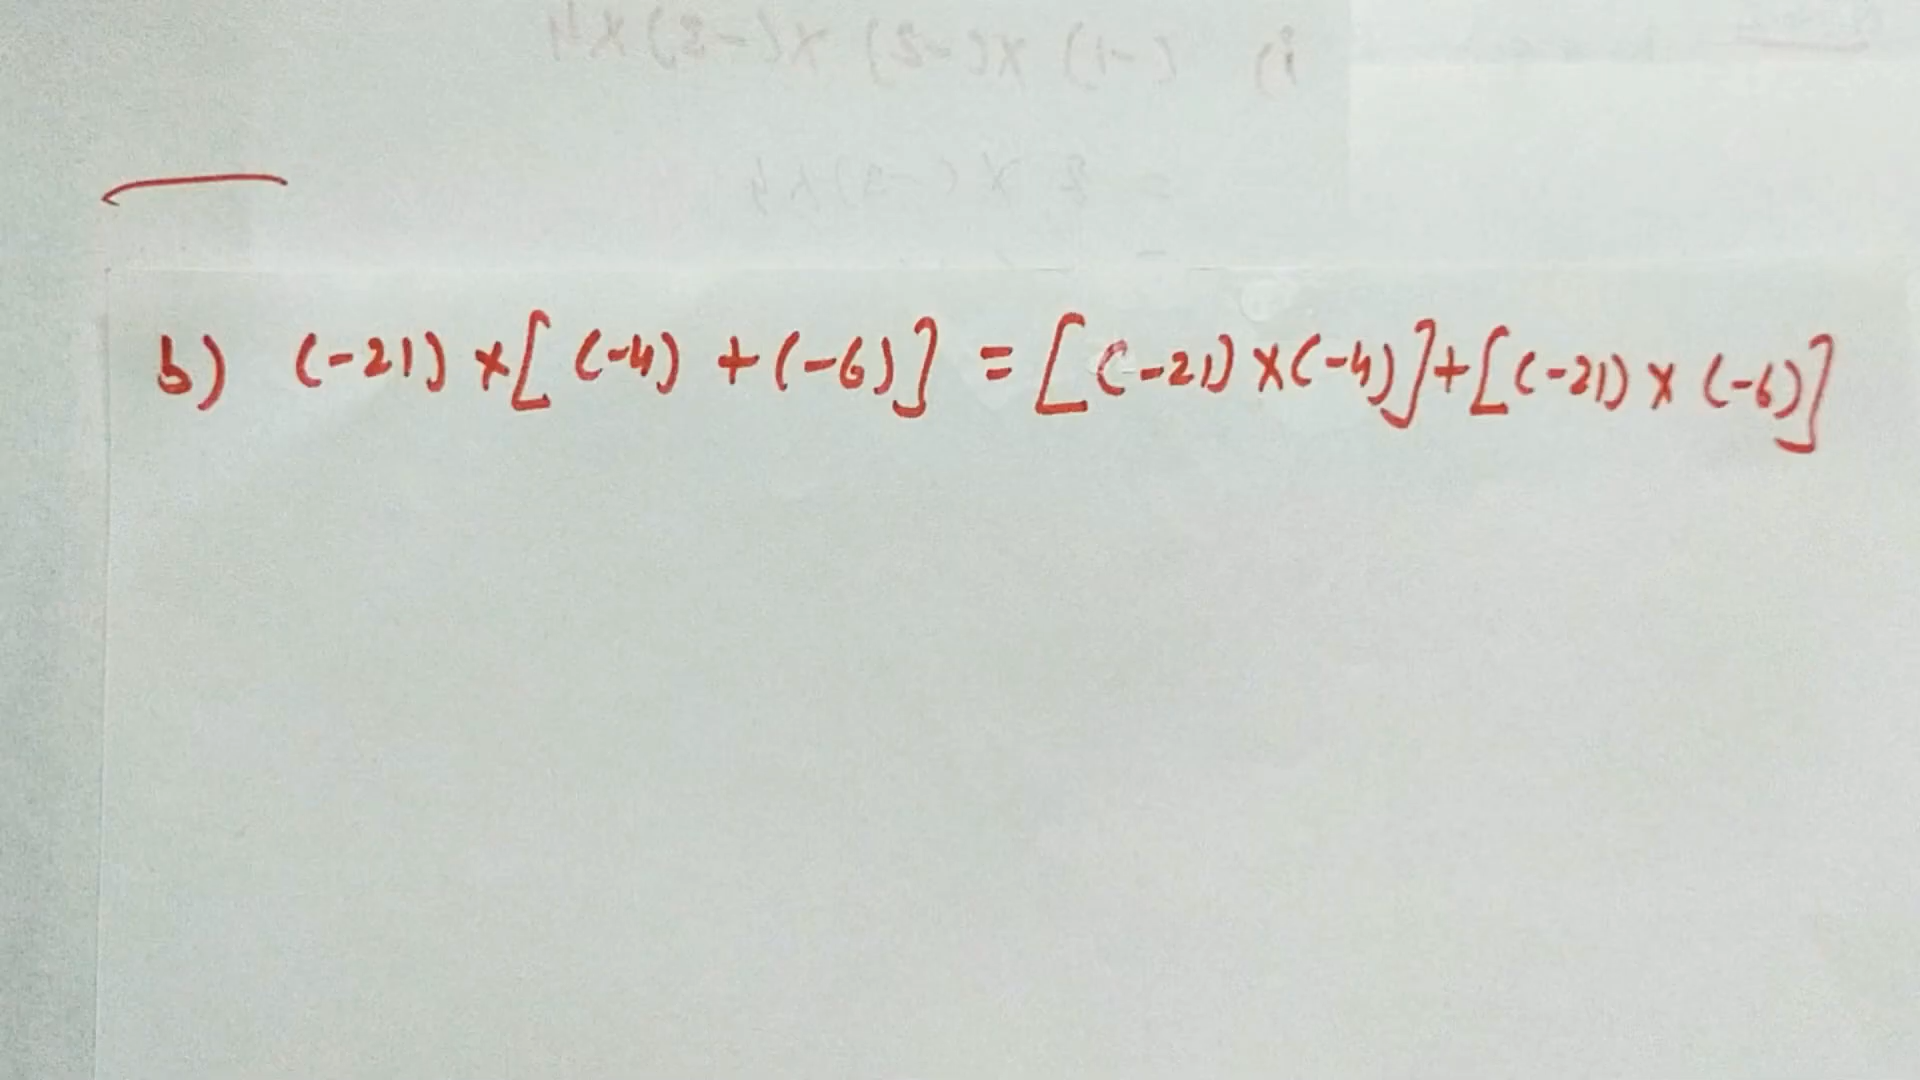 b) (-21) × [(-4) + (-6)] = [(-21) × (-4)] + [(-21) × (-6)]